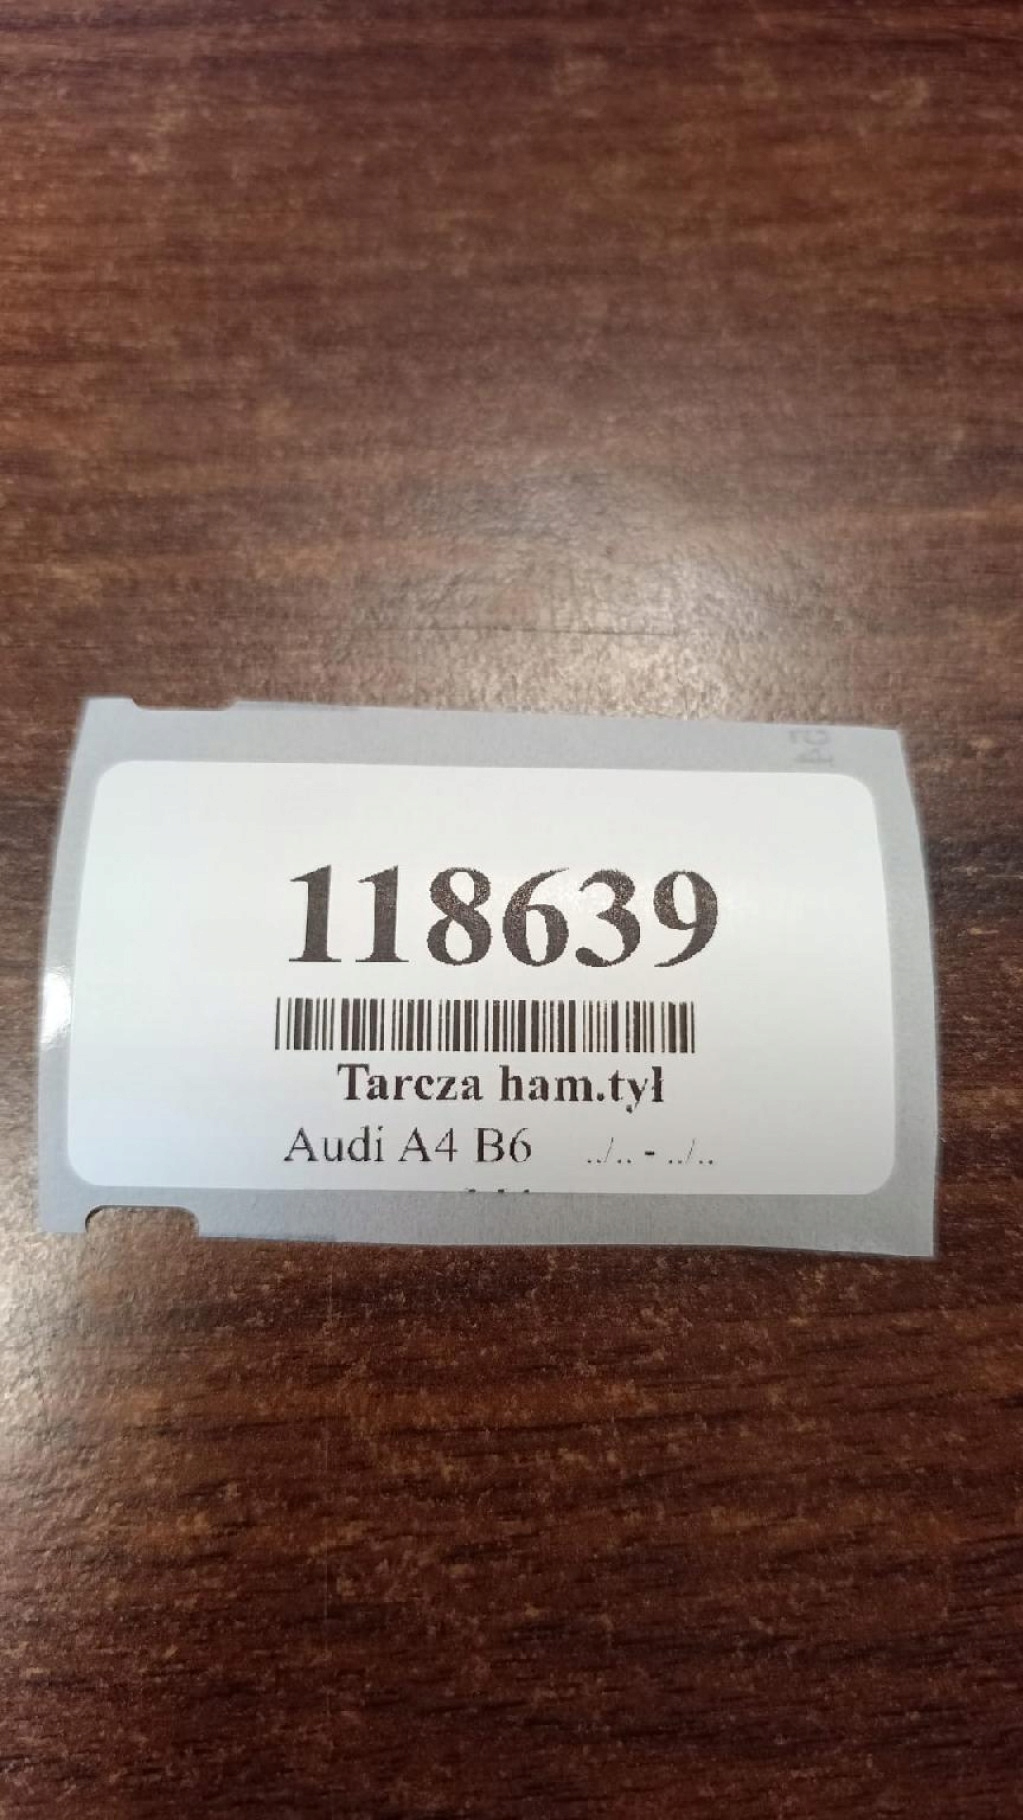 118639
Tarcza ham.tył
Audi A4 B6 ../.. - ../..